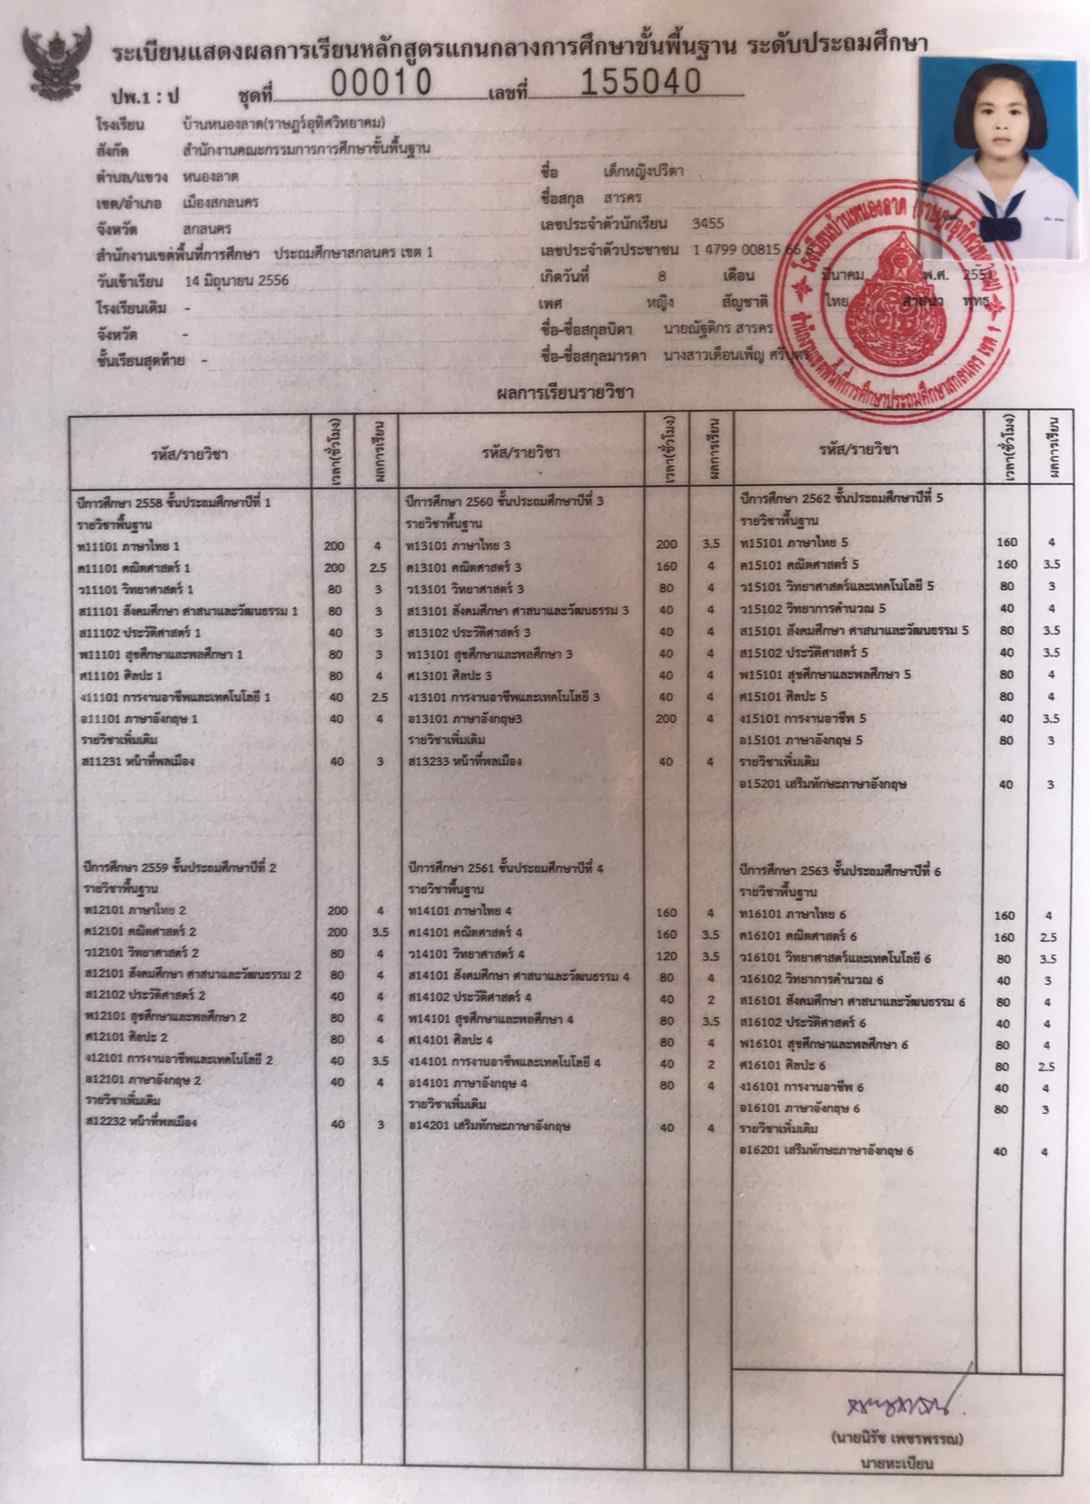 ระเบียนแสดงผลการเรียนหลักสูตรแกนกลางการศึกษาขั้นพื้นฐาน ระดับประถมศึกษา
ปพ.1 : ป ชุดที่ 00010 เลขที่ 155040
โรงเรียน บ้านหนองลาด(ราษฎร์อุทิศวิทยาคม)
สังกัด สำนักงานคณะกรรมการการศึกษาขั้นพื้นฐาน
ตำบล/แขวง หนองลาด
เขต/อำเภอ เมืองสกลนคร
จังหวัด สกลนคร
สำนักงานเขตพื้นที่การศึกษา ประถมศึกษาสกลนคร เขต 1
วันเข้าเรียน 14 มิถุนายน 2556
โรงเรียนเดิม -
จังหวัด -
ชั้นเรียนสุดท้าย -
ชื่อ เด็กหญิงปริตา
ชื่อสกุล สารคร
เลขประจำตัวนักเรียน 3455
เลขประจำตัวประชาชน 1 4799 00815 66
เกิดวันที่ 8 เดือน มีนาคม พ.ศ. 2551
เพศ หญิง สัญชาติ ไทย ศาสนา พุทธ
ชื่อ-ชื่อสกุลบิดา นายณัฐดิกร สารคร
ชื่อ-ชื่อสกุลมารดา นางสาวเดือนเพ็ญ ศรีบุตร
โรงเรียนบ้านหนองลาด (ราษฎร์อุทิศวิทยาคม)
สำนักงานเขตพื้นที่การศึกษาประถมศึกษาสกลนคร เขต 1
ผลการเรียนรายวิชา
รหัส/รายวิชา เวลา(ชั่วโมง) ผลการเรียน รหัส/รายวิชา เวลา(ชั่วโมง) ผลการเรียน รหัส/รายวิชา เวลา(ชั่วโมง) ผลการเรียน
ปีการศึกษา 2558 ชั้นประถมศึกษาปีที่ 1
รายวิชาพื้นฐาน
ท11101 ภาษาไทย 1 200 4
ค11101 คณิตศาสตร์ 1 200 2.5
ว11101 วิทยาศาสตร์ 1 80 3
ส11101 สังคมศึกษา ศาสนาและวัฒนธรรม 1 80 3
ส11102 ประวัติศาสตร์ 1 40 3
พ11101 สุขศึกษาและพลศึกษา 1 80 3
ศ11101 ศิลปะ 1 80 4
ง11101 การงานอาชีพและเทคโนโลยี 1 40 2.5
อ11101 ภาษาอังกฤษ 1 40 4
รายวิชาเพิ่มเติม
ส11231 หน้าที่พลเมือง 40 3
ปีการศึกษา 2559 ชั้นประถมศึกษาปีที่ 2
รายวิชาพื้นฐาน
ท12101 ภาษาไทย 2 200 4
ค12101 คณิตศาสตร์ 2 200 3.5
ว12101 วิทยาศาสตร์ 2 80 4
ส12101 สังคมศึกษา ศาสนาและวัฒนธรรม 2 80 4
ส12102 ประวัติศาสตร์ 2 40 4
พ12101 สุขศึกษาและพลศึกษา 2 80 4
ศ12101 ศิลปะ 2 80 4
ง12101 การงานอาชีพและเทคโนโลยี 2 40 3.5
อ12101 ภาษาอังกฤษ 2 40 4
รายวิชาเพิ่มเติม
ส12232 หน้าที่พลเมือง 40 3
ปีการศึกษา 2560 ชั้นประถมศึกษาปีที่ 3
รายวิชาพื้นฐาน
ท13101 ภาษาไทย 3 200 3.5
ค13101 คณิตศาสตร์ 3 160 4
ว13101 วิทยาศาสตร์ 3 80 4
ส13101 สังคมศึกษา ศาสนาและวัฒนธรรม 3 40 4
ส13102 ประวัติศาสตร์ 3 40 4
พ13101 สุขศึกษาและพลศึกษา 3 40 4
ศ13101 ศิลปะ 3 40 4
ง13101 การงานอาชีพและเทคโนโลยี 3 40 4
อ13101 ภาษาอังกฤษ3 200 4
รายวิชาเพิ่มเติม
ส13233 หน้าที่พลเมือง 40 4
ปีการศึกษา 2561 ชั้นประถมศึกษาปีที่ 4
รายวิชาพื้นฐาน
ท14101 ภาษาไทย 4 160 4
ค14101 คณิตศาสตร์ 4 160 3.5
ว14101 วิทยาศาสตร์ 4 120 3.5
ส14101 สังคมศึกษา ศาสนาและวัฒนธรรม 4 80 4
ส14102 ประวัติศาสตร์ 4 40 2
พ14101 สุขศึกษาและพลศึกษา 4 80 3.5
ศ14101 ศิลปะ 4 80 4
ง14101 การงานอาชีพและเทคโนโลยี 4 40 2
อ14101 ภาษาอังกฤษ 4 80 4
รายวิชาเพิ่มเติม
อ14201 เสริมทักษะภาษาอังกฤษ 40 4
ปีการศึกษา 2562 ชั้นประถมศึกษาปีที่ 5
รายวิชาพื้นฐาน
ท15101 ภาษาไทย 5 160 4
ค15101 คณิตศาสตร์ 5 160 3.5
ว15101 วิทยาศาสตร์และเทคโนโลยี 5 80 3
ว15102 วิทยาการคำนวณ 5 40 4
ส15101 สังคมศึกษา ศาสนาและวัฒนธรรม 5 80 3.5
ส15102 ประวัติศาสตร์ 5 40 3.5
พ15101 สุขศึกษาและพลศึกษา 5 80 4
ศ15101 ศิลปะ 5 80 4
ง15101 การงานอาชีพ 5 40 3.5
อ15101 ภาษาอังกฤษ 5 80 3
รายวิชาเพิ่มเติม
อ15201 เสริมทักษะภาษาอังกฤษ 40 3
ปีการศึกษา 2563 ชั้นประถมศึกษาปีที่ 6
รายวิชาพื้นฐาน
ท16101 ภาษาไทย 6 160 4
ค16101 คณิตศาสตร์ 6 160 2.5
ว16101 วิทยาศาสตร์และเทคโนโลยี 6 80 3.5
ว16102 วิทยาการคำนวณ 6 40 3
ส16101 สังคมศึกษา ศาสนาและวัฒนธรรม 6 80 4
ส16102 ประวัติศาสตร์ 6 40 4
พ16101 สุขศึกษาและพลศึกษา 6 80 4
ศ16101 ศิลปะ 6 80 2.5
ง16101 การงานอาชีพ 6 40 4
อ16101 ภาษาอังกฤษ 6 80 3
รายวิชาเพิ่มเติม
อ16201 เสริมทักษะภาษาอังกฤษ 6 40 4
(นายนิรัช เพชรพรรณ)
นายทะเบียน